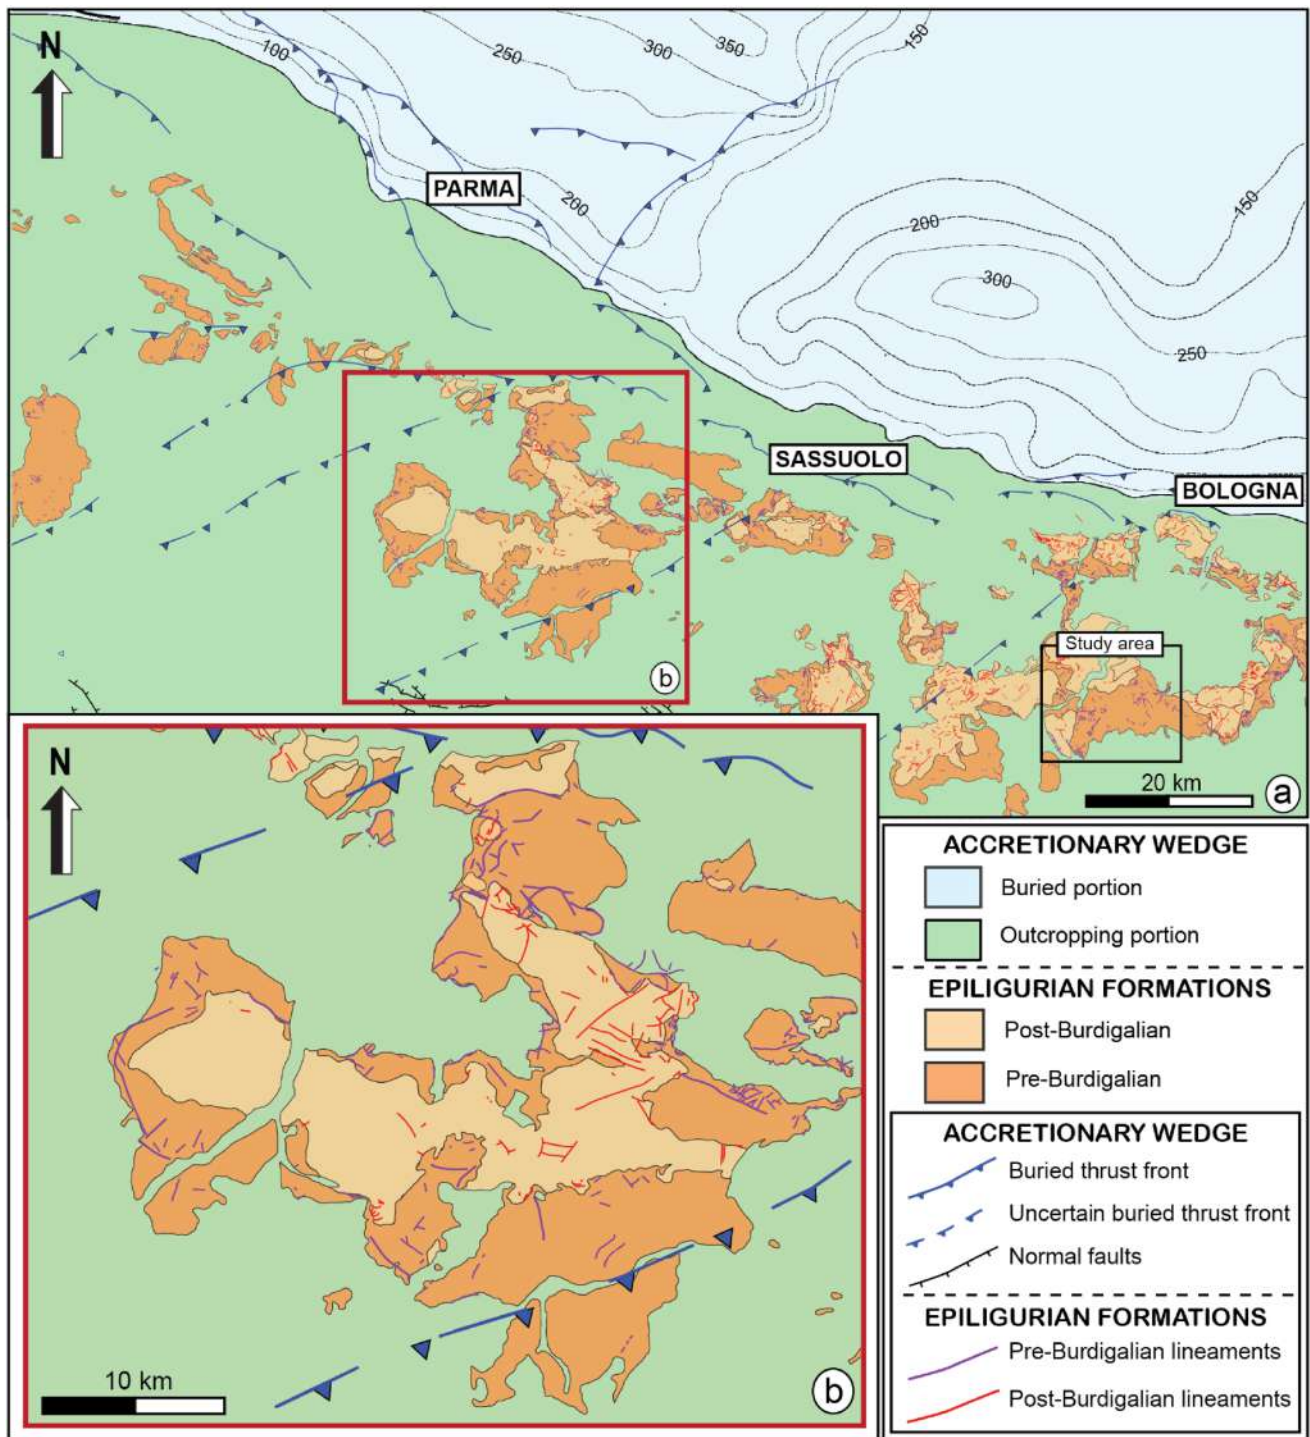 N
100
250
300
350
150
PARMA
200
150
200
300
250
SASSUOLO
BOLOGNA
Study area
b
20 km
a
N
10 km
b
ACCRETIONARY WEDGE
Buried portion
Outcropping portion
EPILIGURIAN FORMATIONS
Post-Burdigalian
Pre-Burdigalian
ACCRETIONARY WEDGE
Buried thrust front
Uncertain buried thrust front
Normal faults
EPILIGURIAN FORMATIONS
Pre-Burdigalian lineaments
Post-Burdigalian lineaments